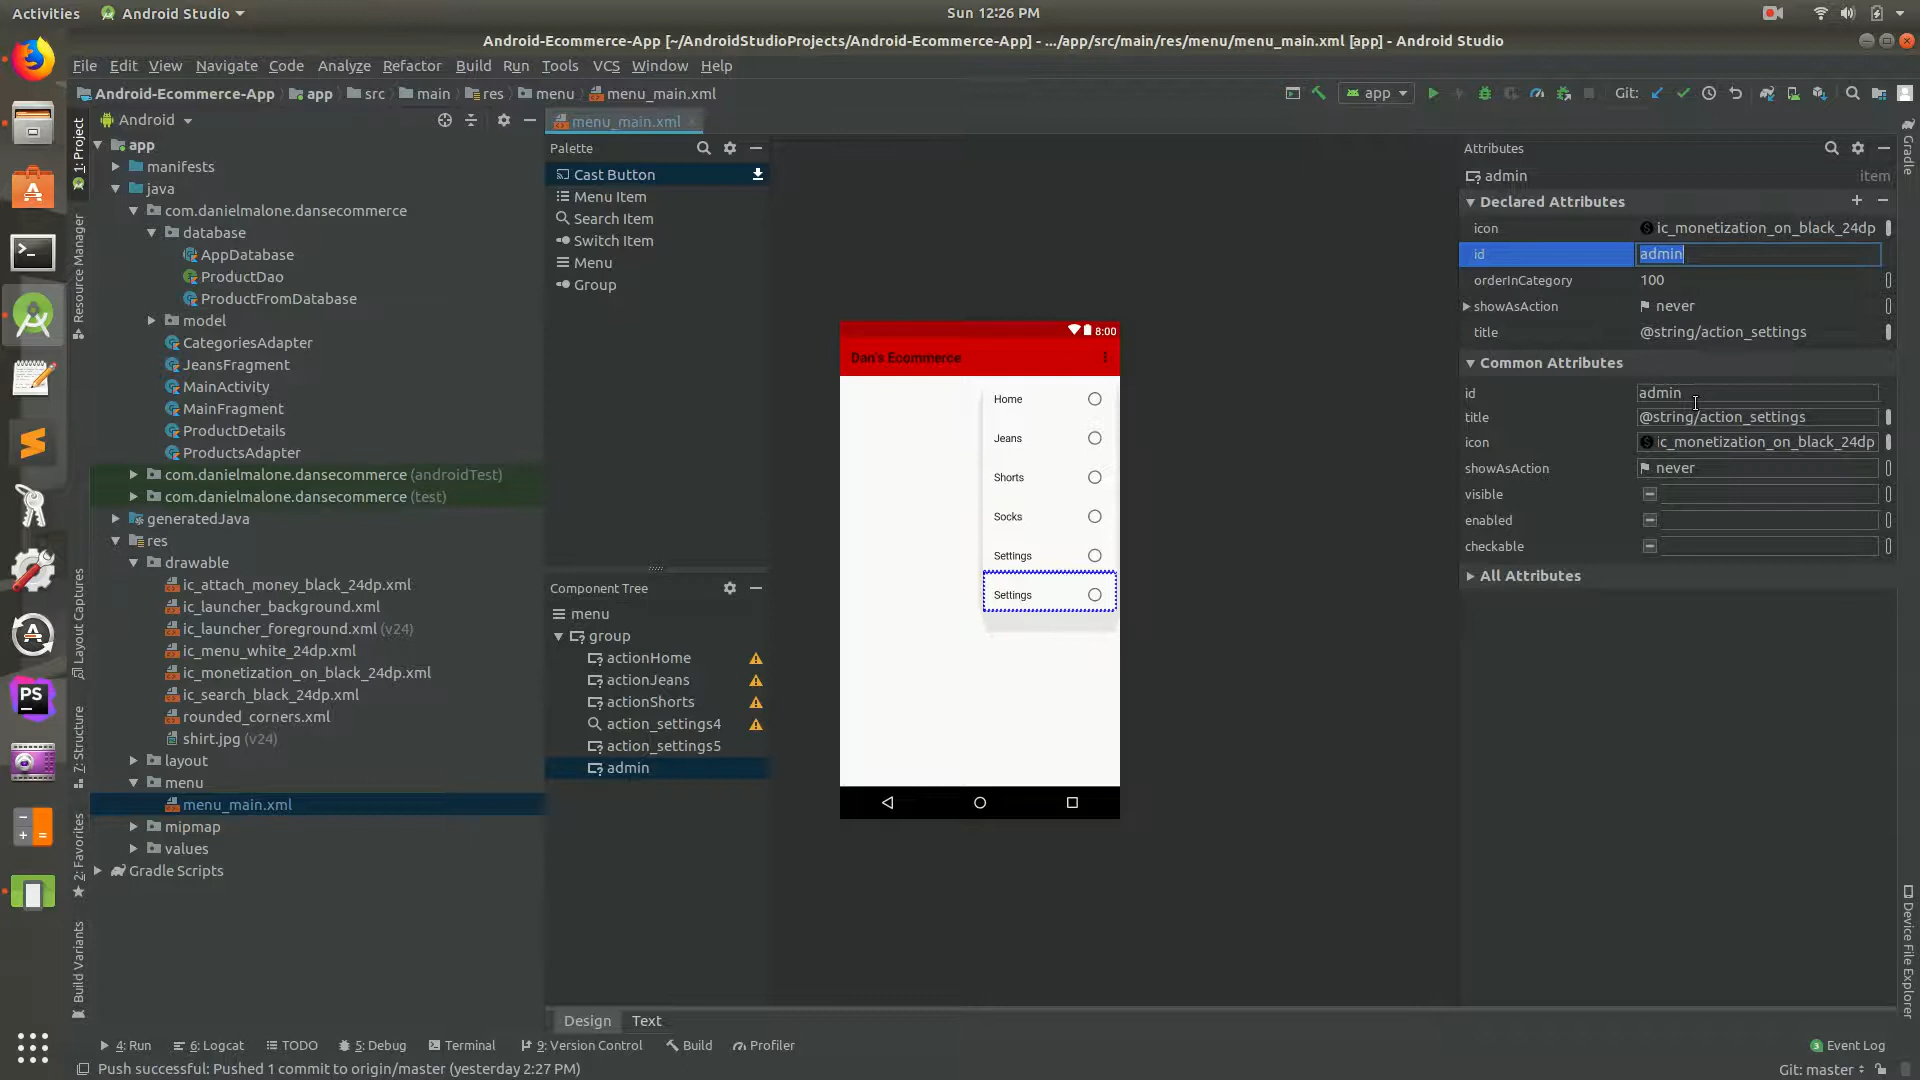 Activities
Android Studio
Sun 12:26 PM
Android-Ecommerce-App [~/AndroidStudioProjects/Android-Ecommerce-App] - .../app/src/main/res/menu/menu_main.xml [app] - Android Studio
File Edit View Navigate Code Analyze Refactor Build Run Tools VCS Window Help
Android-Ecommerce-App app src main res menu menu_main.xml
app
Git:
1: Project
Resource Manager
Layout Captures
7: Structure
2: Favorites
Build Variants
Android
app
manifests
java
com.danielmalone.dansecommerce
database
AppDatabase
ProductDao
ProductFromDatabase
model
CategoriesAdapter
JeansFragment
MainActivity
MainFragment
ProductDetails
ProductsAdapter
com.danielmalone.dansecommerce (androidTest)
com.danielmalone.dansecommerce (test)
generatedJava
res
drawable
ic_attach_money_black_24dp.xml
ic_launcher_background.xml
ic_launcher_foreground.xml (v24)
ic_menu_white_24dp.xml
ic_monetization_on_black_24dp.xml
ic_search_black_24dp.xml
rounded_corners.xml
shirt.jpg (v24)
layout
menu
menu_main.xml
mipmap
values
Gradle Scripts
PS
menu_main.xml
Palette
Cast Button
Menu Item
Search Item
Switch Item
Menu
Group
Component Tree
menu
group
actionHome
actionJeans
actionShorts
action_settings4
action_settings5
admin
8:00
Dan's Ecommerce
Home
Jeans
Shorts
Socks
Settings
Settings
Design Text
Attributes
admin item
Declared Attributes
icon ic_monetization_on_black_24dp
id admin
orderInCategory 100
showAsAction never
title @string/action_settings
Common Attributes
id admin
title @string/action_settings
icon ic_monetization_on_black_24dp
showAsAction never
visible
enabled
checkable
All Attributes
Gradle
Device File Explorer
4: Run 6: Logcat TODO 5: Debug Terminal 9: Version Control Build Profiler
3 Event Log
Push successful: Pushed 1 commit to origin/master (yesterday 2:27 PM)
Git: master